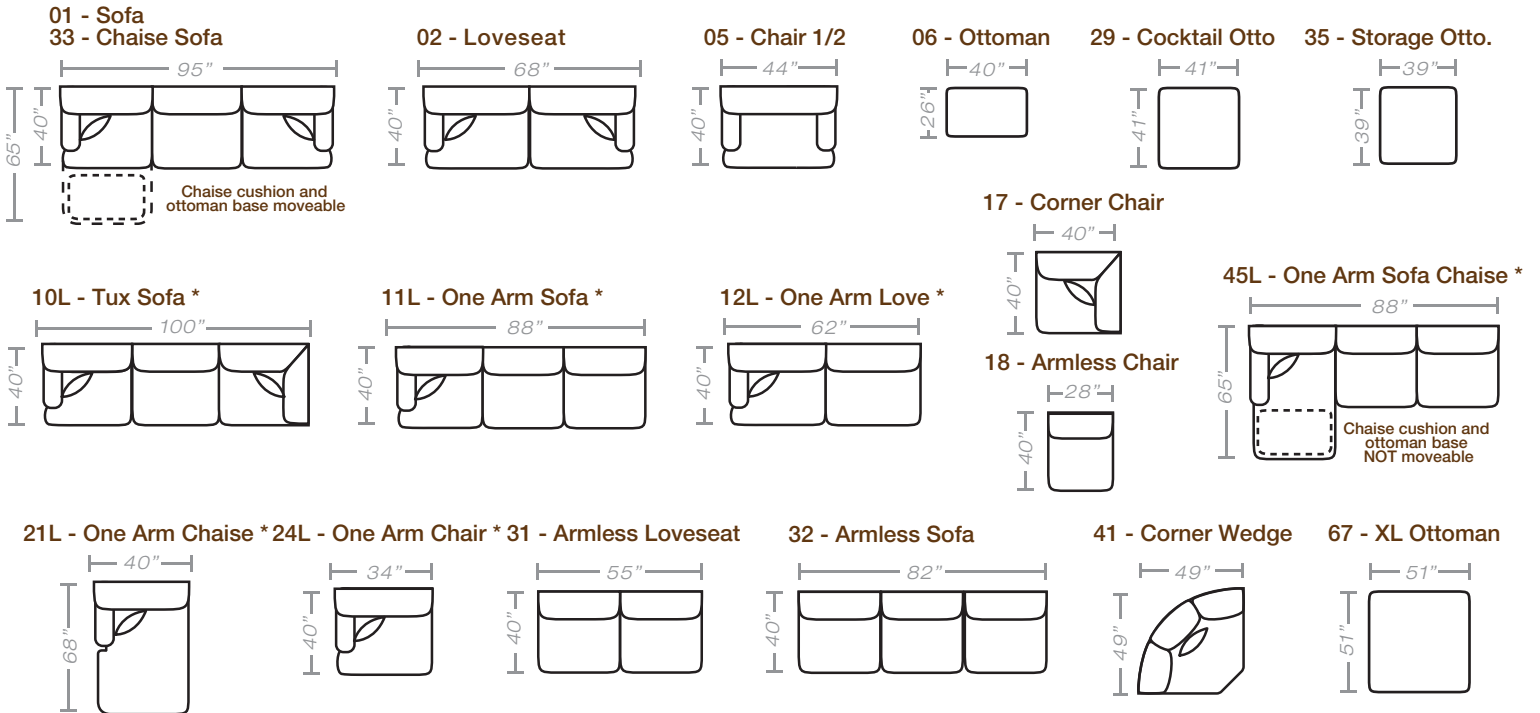 01 - Sofa
33 - Chaise Sofa
95”
40”
65”
Chaise cushion and
ottoman base moveable
02 - Loveseat
68”
40”
05 - Chair 1/2
44”
40”
06 - Ottoman
40”
26”
29 - Cocktail Otto
41”
41”
35 - Storage Otto.
39”
39”
10L - Tux Sofa *
100”
40”
11L - One Arm Sofa *
88”
40”
12L - One Arm Love *
62”
40”
17 - Corner Chair
40”
40”
18 - Armless Chair
28”
40”
45L - One Arm Sofa Chaise *
88”
65”
Chaise cushion and
ottoman base
NOT moveable
21L - One Arm Chaise *
40”
68”
24L - One Arm Chair *
34”
40”
31 - Armless Loveseat
55”
40”
32 - Armless Sofa
82”
40”
41 - Corner Wedge
49”
49”
67 - XL Ottoman
51”
51”